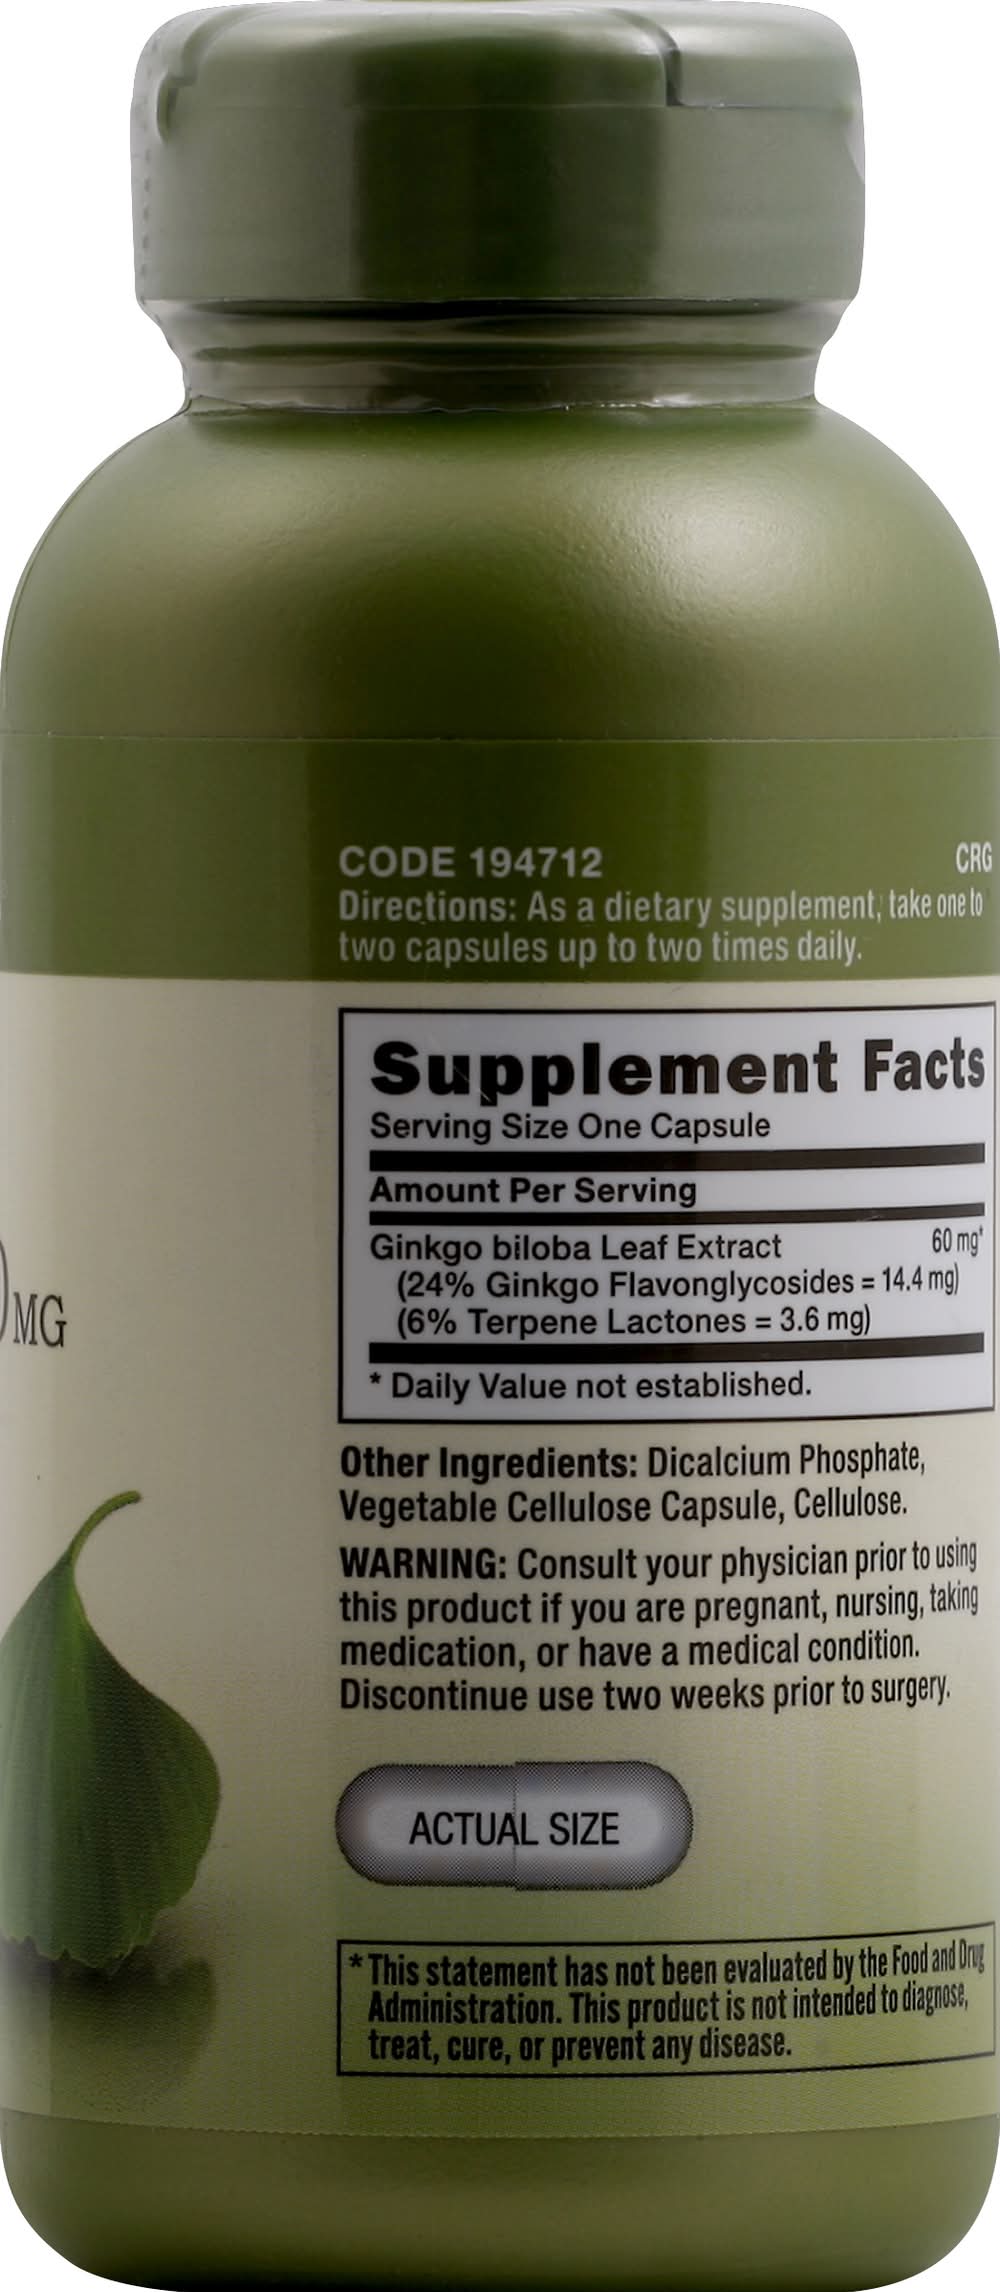 CODE 194712 CRG
Directions: As a dietary supplement, take one to
two capsules up to two times daily.
Supplement Facts
Serving Size One Capsule
Amount Per Serving
Ginkgo biloba Leaf Extract 60 mg*
(24% Ginkgo Flavonglycosides = 14.4 mg)
(6% Terpene Lactones = 3.6 mg)
* Daily Value not established.
MG
Other Ingredients: Dicalcium Phosphate,
Vegetable Cellulose Capsule, Cellulose.
WARNING: Consult your physician prior to using
this product if you are pregnant, nursing, taking
medication, or have a medical condition.
Discontinue use two weeks prior to surgery.
ACTUAL SIZE
* This statement has not been evaluated by the Food and Drug
Administration. This product is not intended to diagnose,
treat, cure, or prevent any disease.